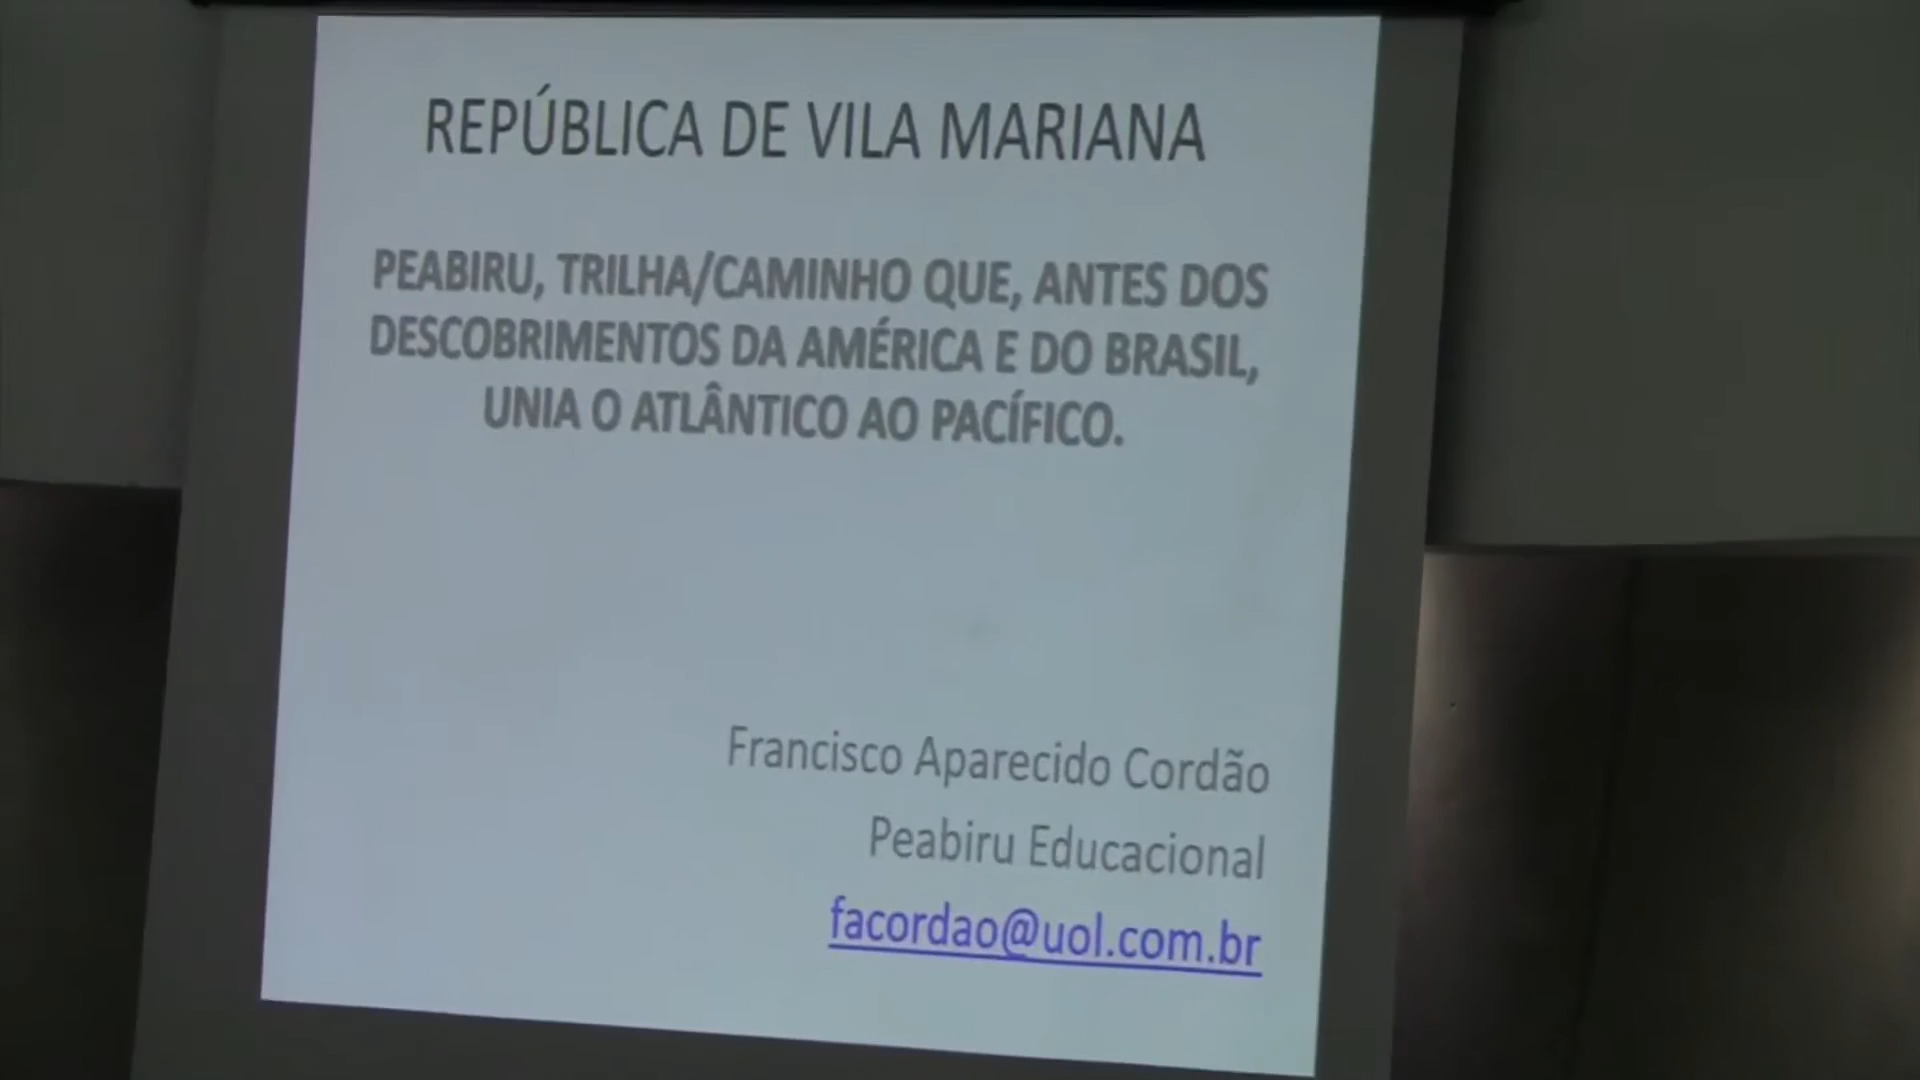 REPÚBLICA DE VILA MARIANA
PEABIRU, TRILHA/CAMINHO QUE, ANTES DOS
DESCOBRIMENTOS DA AMÉRICA E DO BRASIL,
UNIA O ATLÂNTICO AO PACÍFICO.
Francisco Aparecido Cordão
Peabiru Educacional
facordao@uol.com.br